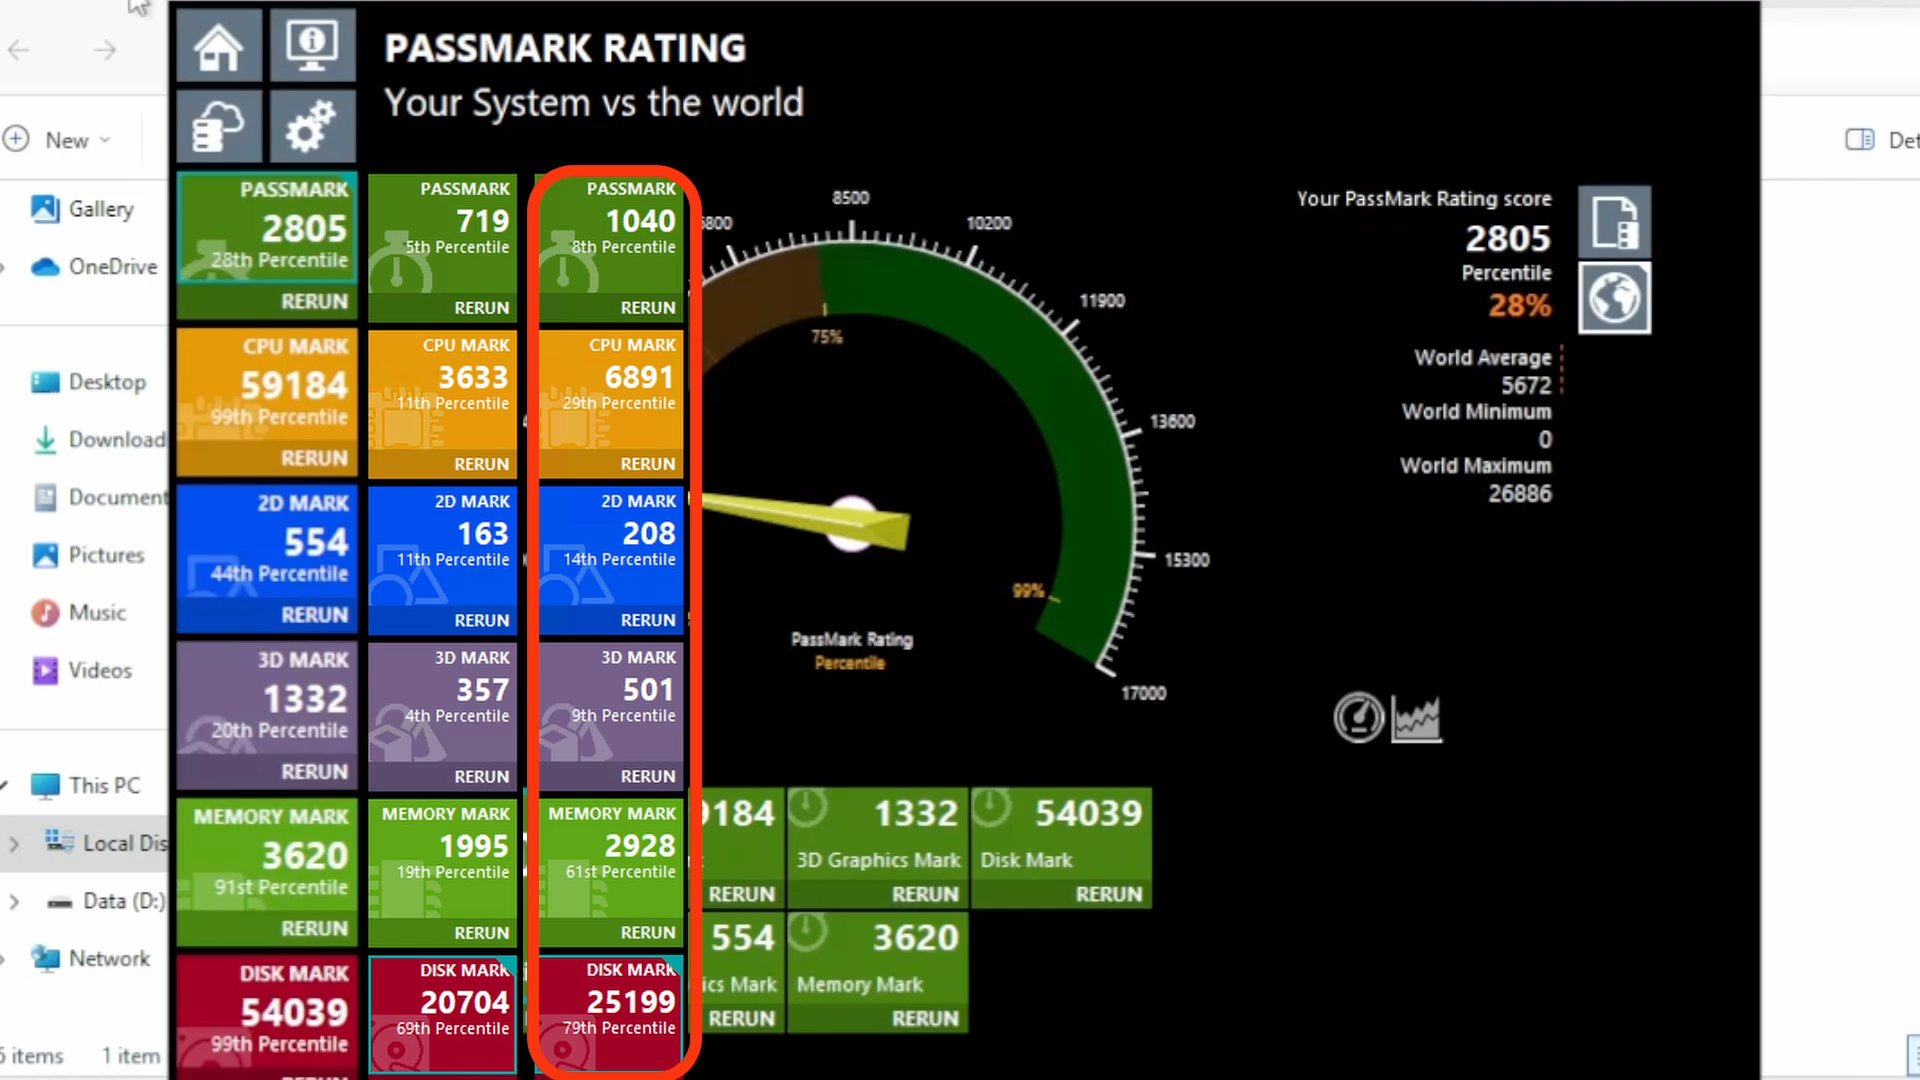 PASSMARK RATING
Your System vs the world
New
Gallery
OneDrive
Desktop
Download
Document
Pictures
Music
Videos
This PC
Local Dis
Data (D:)
Network
6 items 1 item
PASSMARK
2805
28th Percentile
RERUN
CPU MARK
59184
99th Percentile
RERUN
2D MARK
554
44th Percentile
RERUN
3D MARK
1332
20th Percentile
RERUN
MEMORY MARK
3620
91st Percentile
RERUN
DISK MARK
54039
99th Percentile
RERUN
PASSMARK
719
5th Percentile
RERUN
CPU MARK
3633
11th Percentile
RERUN
2D MARK
163
11th Percentile
RERUN
3D MARK
357
4th Percentile
RERUN
MEMORY MARK
1995
19th Percentile
RERUN
DISK MARK
20704
69th Percentile
PASSMARK
1040
8th Percentile
RERUN
CPU MARK
6891
29th Percentile
RERUN
2D MARK
208
14th Percentile
RERUN
3D MARK
501
9th Percentile
RERUN
MEMORY MARK
2928
61st Percentile
RERUN
DISK MARK
25199
79th Percentile
6800
8500
10200
11900
13600
15300
17000
75%
99%
PassMark Rating
Percentile
Your PassMark Rating score
2805
Percentile
28%
World Average
5672
World Minimum
0
World Maximum
26886
9184
RERUN
1332
3D Graphics Mark
RERUN
54039
Disk Mark
RERUN
554
ics Mark
RERUN
3620
Memory Mark
RERUN
Det